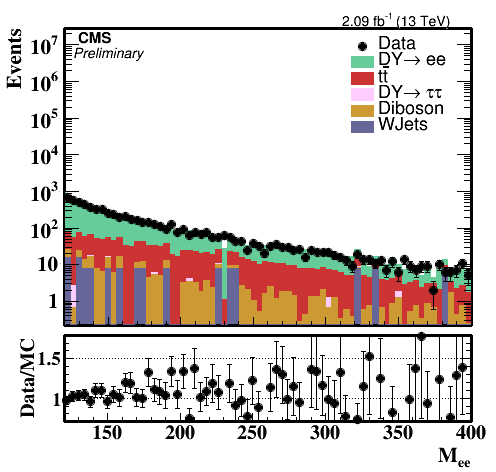 2.09 fb⁻¹ (13 TeV)
CMS
Preliminary
Data
DY→ ee
tt̄
DY→ ττ
Diboson
WJets
Events
10⁷
10⁶
10⁵
10⁴
10³
10²
10
1
Data/MC
1.5
1
150 200 250 300 350 400
Mee